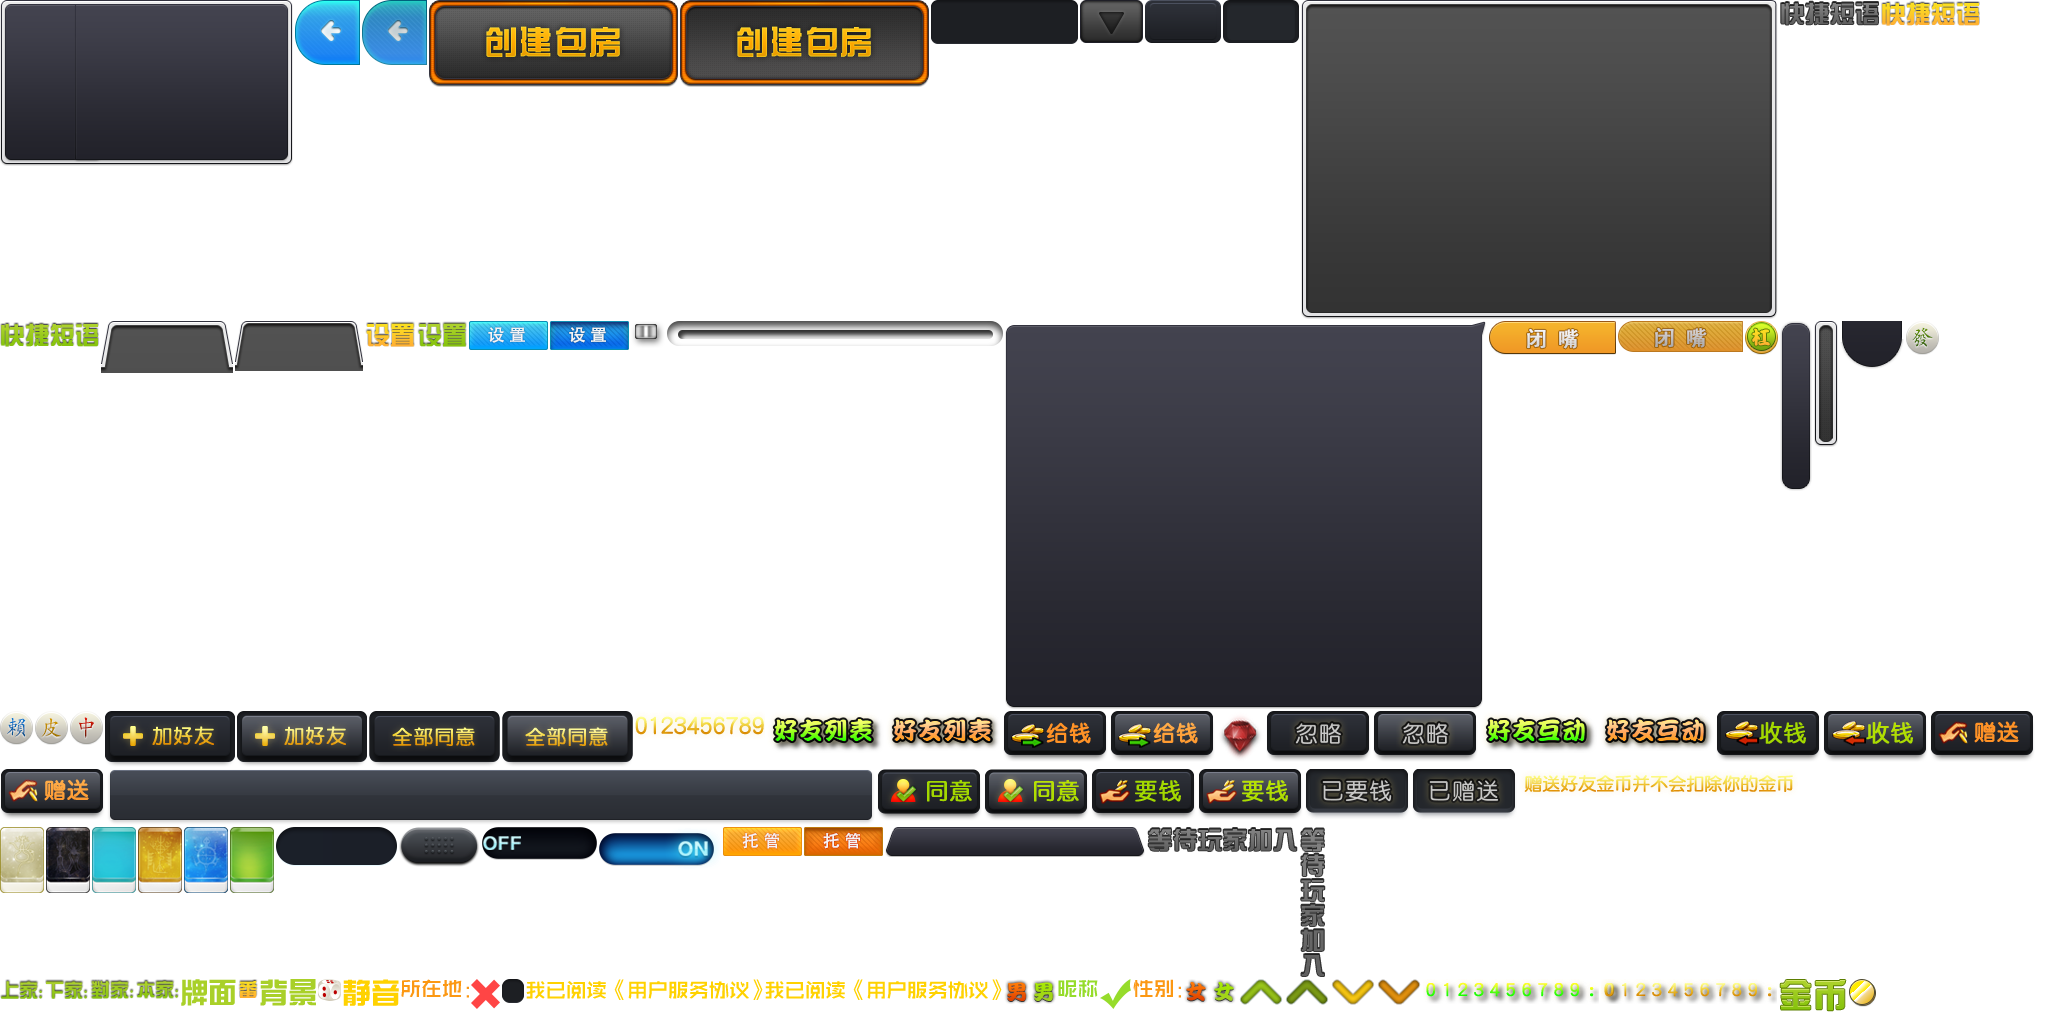 创建包房 创建包房 快捷短语 快捷短语
快捷短语 设置 设置 设置 设置 闭嘴 闭嘴 杠 發
賴 皮 中 加好友 加好友 全部同意 全部同意 0123456789 好友列表 好友列表 给钱 给钱 忽略 忽略 好友互动 好友互动 收钱 收钱 赠送
赠送 同意 同意 要钱 要钱 已要钱 已赠送 赠送好友金币并不会扣除你的金币
OFF ON 托管 托管 等待玩家加入
等待玩家加入
上家: 下家: 对家: 本家: 牌面 番 背景 静音 所在地: 我已阅读《用户服务协议》 我已阅读《用户服务协议》 男 男 昵称 性别: 女 女 0123456789: 0123456789: 金币